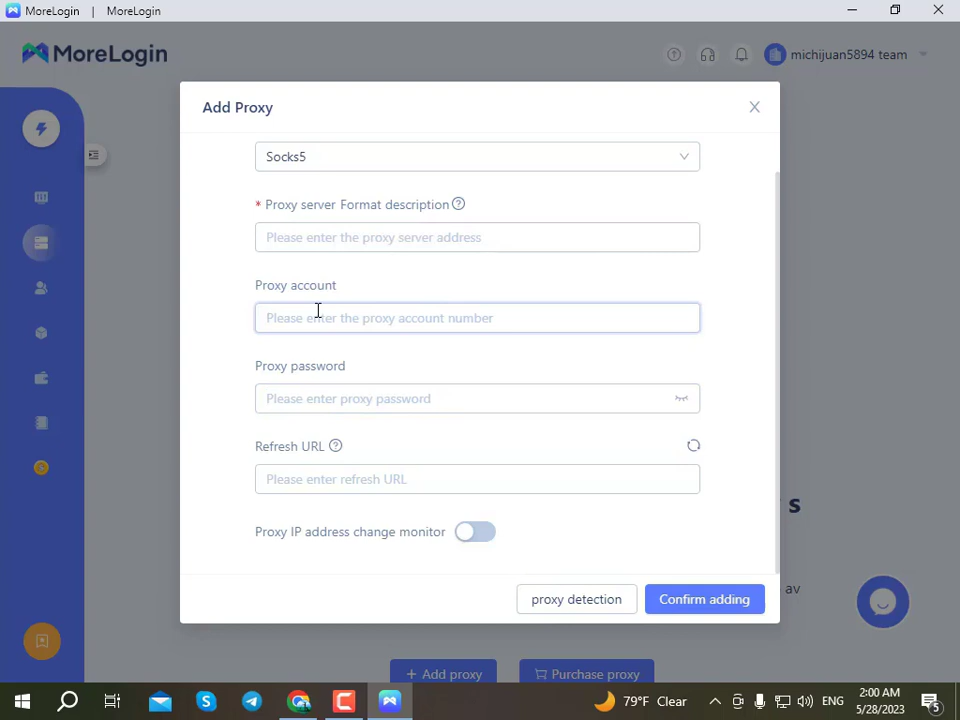 MoreLogin | MoreLogin
MoreLogin
michijuan5894 team
Add Proxy
Socks5
* Proxy server Format description
Please enter the proxy server address
Proxy account
Please enter the proxy account number
Proxy password
Please enter proxy password
Refresh URL
Please enter refresh URL
Proxy IP address change monitor
s
av
proxy detection
Confirm adding
+ Add proxy
Purchase proxy
79°F Clear
ENG
2:00 AM
5/28/2023
5